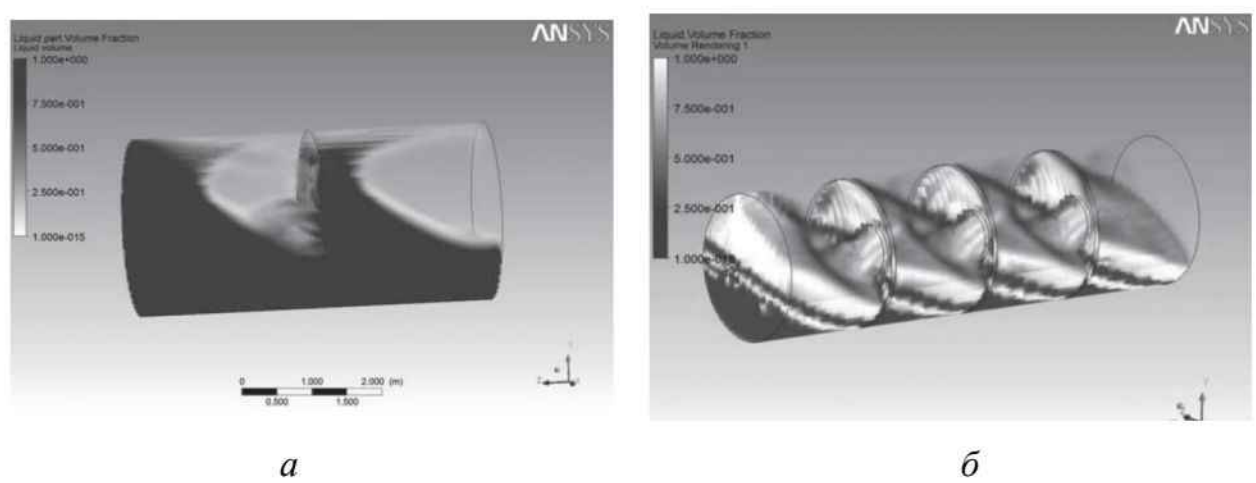 ANSYS
Liquid part Volume Fraction
Liquid volume
1.000e+000
7.500e-001
5.000e-001
2.500e-001
1.000e-015
0 1.000 2.000 (m)
0.500 1.500
а
ANSYS
Liquid Volume Fraction
Volume Rendering 1
1.000e+000
7.500e-001
5.000e-001
2.500e-001
Y
б